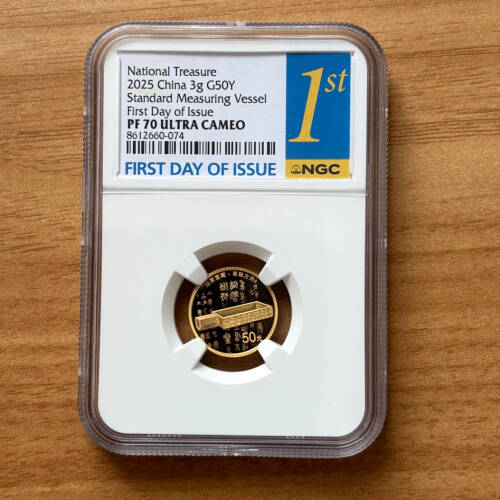 National Treasure
2025 China 3g G50Y
Standard Measuring Vessel
First Day of Issue
PF 70 ULTRA CAMEO
8612660-074
FIRST DAY OF ISSUE
1st
NGC
50元